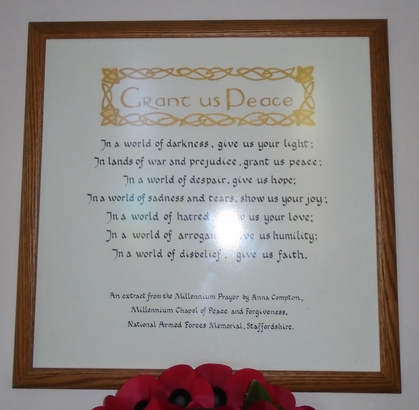 Grant us Peace
In a world of darkness, give us your light;
In lands of war and prejudice, grant us peace;
In a world of despair, give us hope;
In a world of sadness and tears, show us your joy;
In a world of hatred, us your love;
In a world of us humility;
In a world of disbelief, give us faith.
An extract from the Millennium Prayer by Anna Compton,
Millennium Chapel of Peace and Forgiveness,
National Armed Forces Memorial, Staffordshire.